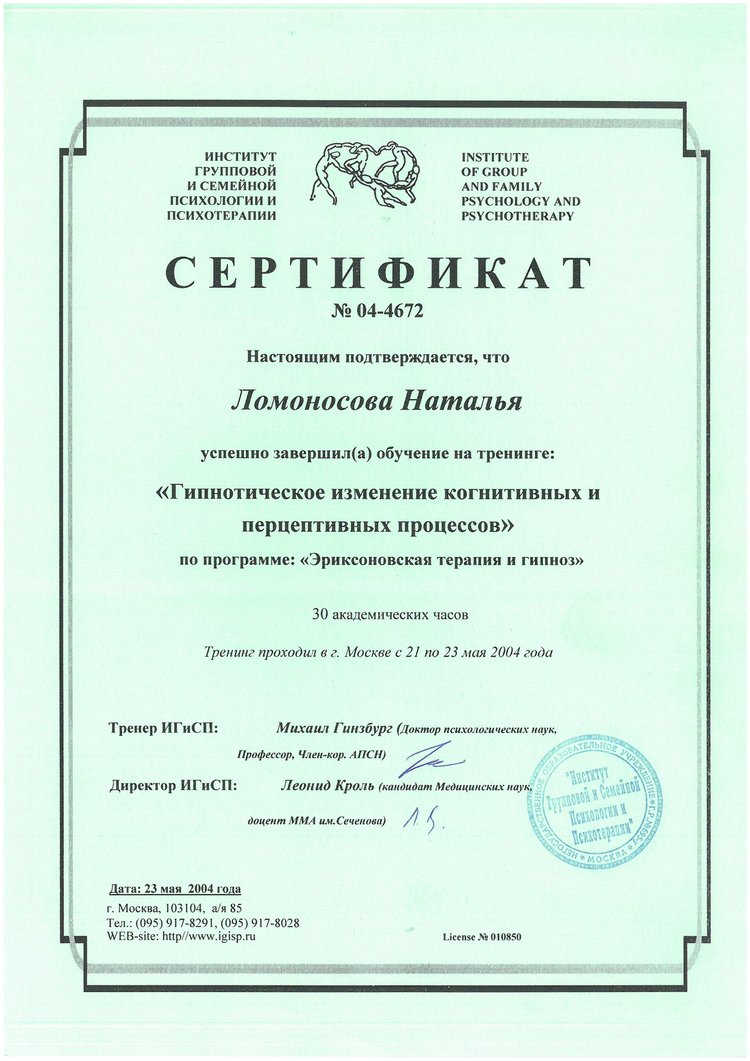 ИНСТИТУТ
ГРУППОВОЙ
И СЕМЕЙНОЙ
ПСИХОЛОГИИ И
ПСИХОТЕРАПИИ
INSTITUTE
OF GROUP
AND FAMILY
PSYCHOLOGY AND
PSYCHOTHERAPY
СЕРТИФИКАТ
№ 04-4672
Настоящим подтверждается, что
Ломоносова Наталья
успешно завершил(а) обучение на тренинге:
«Гипнотическое изменение когнитивных и
перцептивных процессов»
по программе: «Эриксоновская терапия и гипноз»
30 академических часов
Тренинг проходил в г. Москве с 21 по 23 мая 2004 года
Тренер ИГиСП: Михаил Гинзбург (Доктор психологических наук,
Профессор, Член-кор. АПСН)
Директор ИГиСП: Леонид Кроль (кандидат Медицинских наук,
доцент ММА им.Сеченова)
НЕГОСУДАРСТВЕННОЕ ОБРАЗОВАТЕЛЬНОЕ УЧРЕЖДЕНИЕ
"Институт
Групповой и Семейной
Психологии и
Психотерапии"
МОСКВА
Дата: 23 мая 2004 года
г. Москва, 103104, а/я 85
Тел.: (095) 917-8291, (095) 917-8028
WEB-site: http//www.igisp.ru
License № 010850